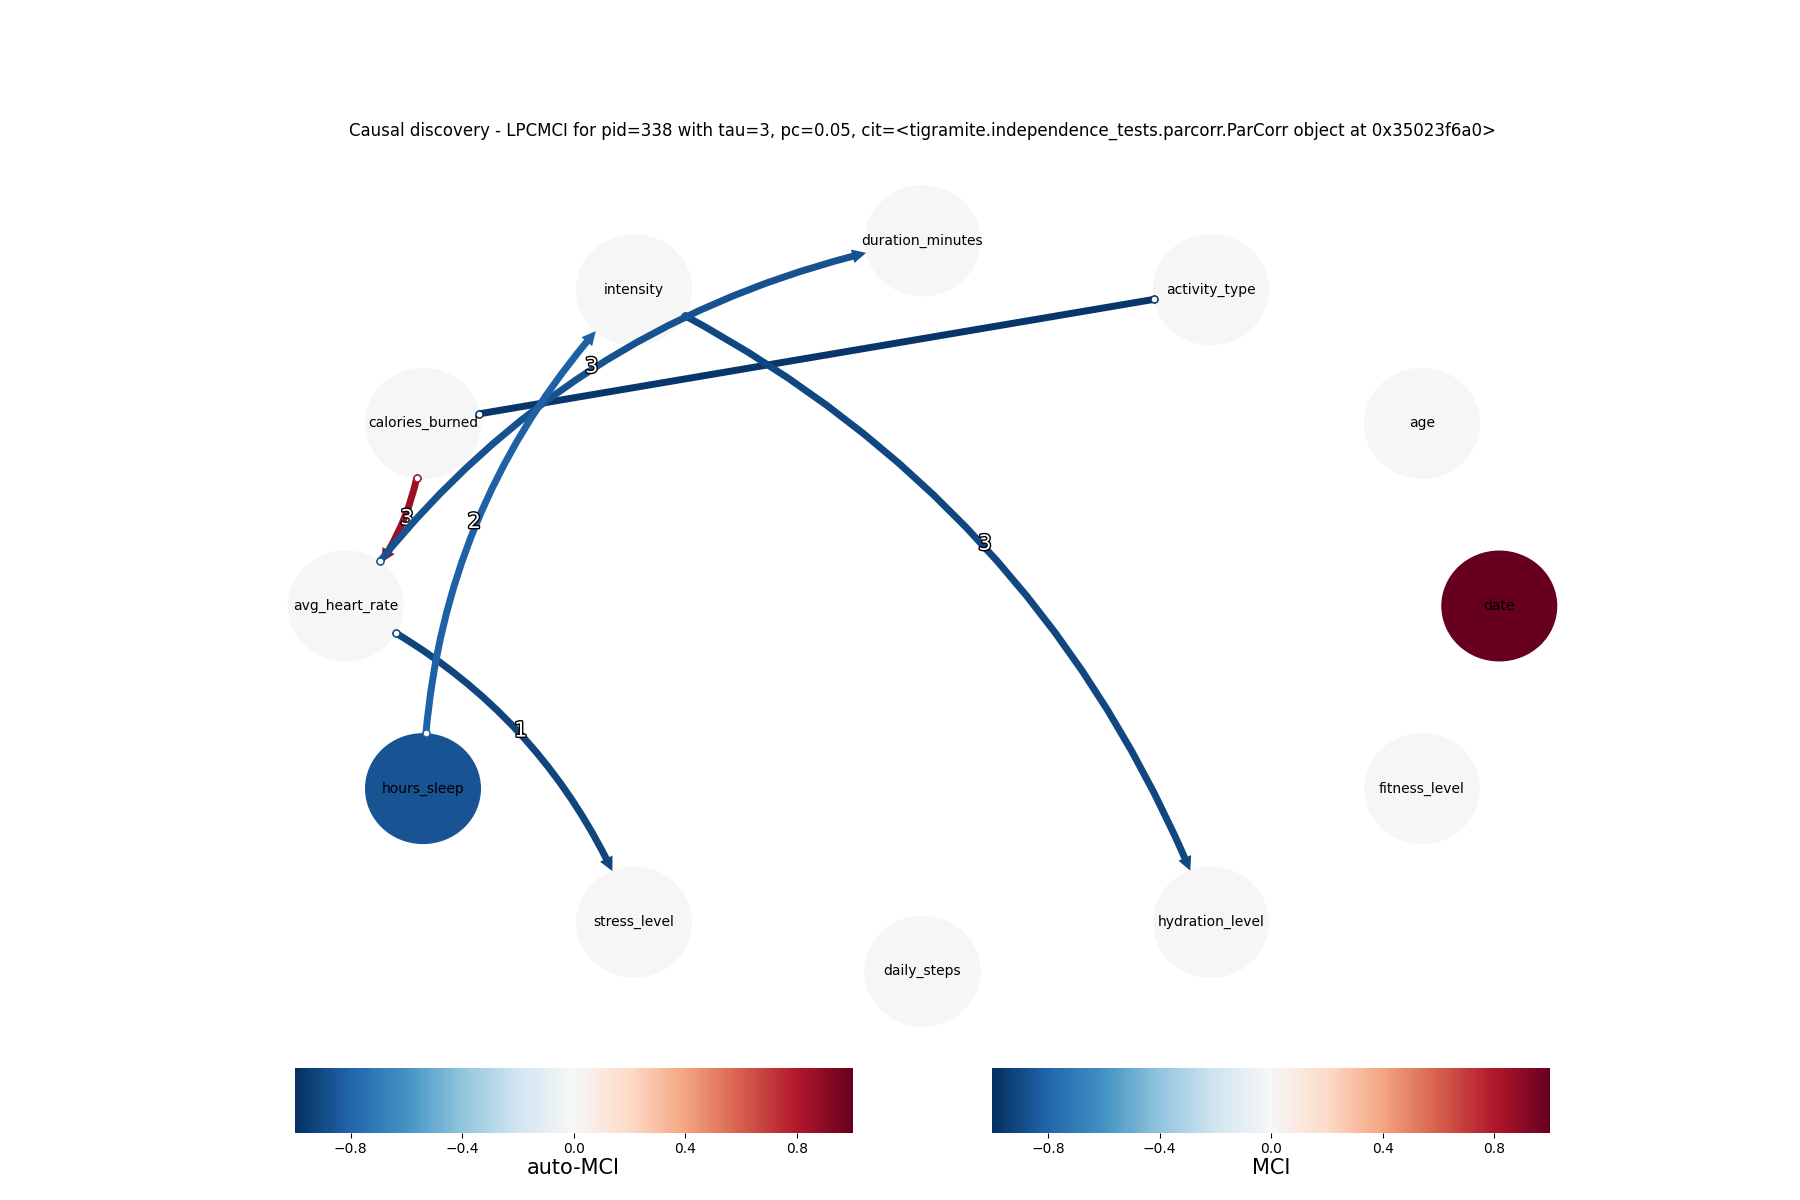 Causal discovery - LPCMCI for pid=338 with tau=3, pc=0.05, cit=<tigramite.independence_tests.parcorr.ParCorr object at 0x35023f6a0>
duration_minutes
intensity
activity_type
3
calories_burned
age
3
2
3
avg_heart_rate
date
1
hours_sleep
fitness_level
stress_level
hydration_level
daily_steps
−0.8 −0.4 0.0 0.4 0.8
auto-MCI
−0.8 −0.4 0.0 0.4 0.8
MCI